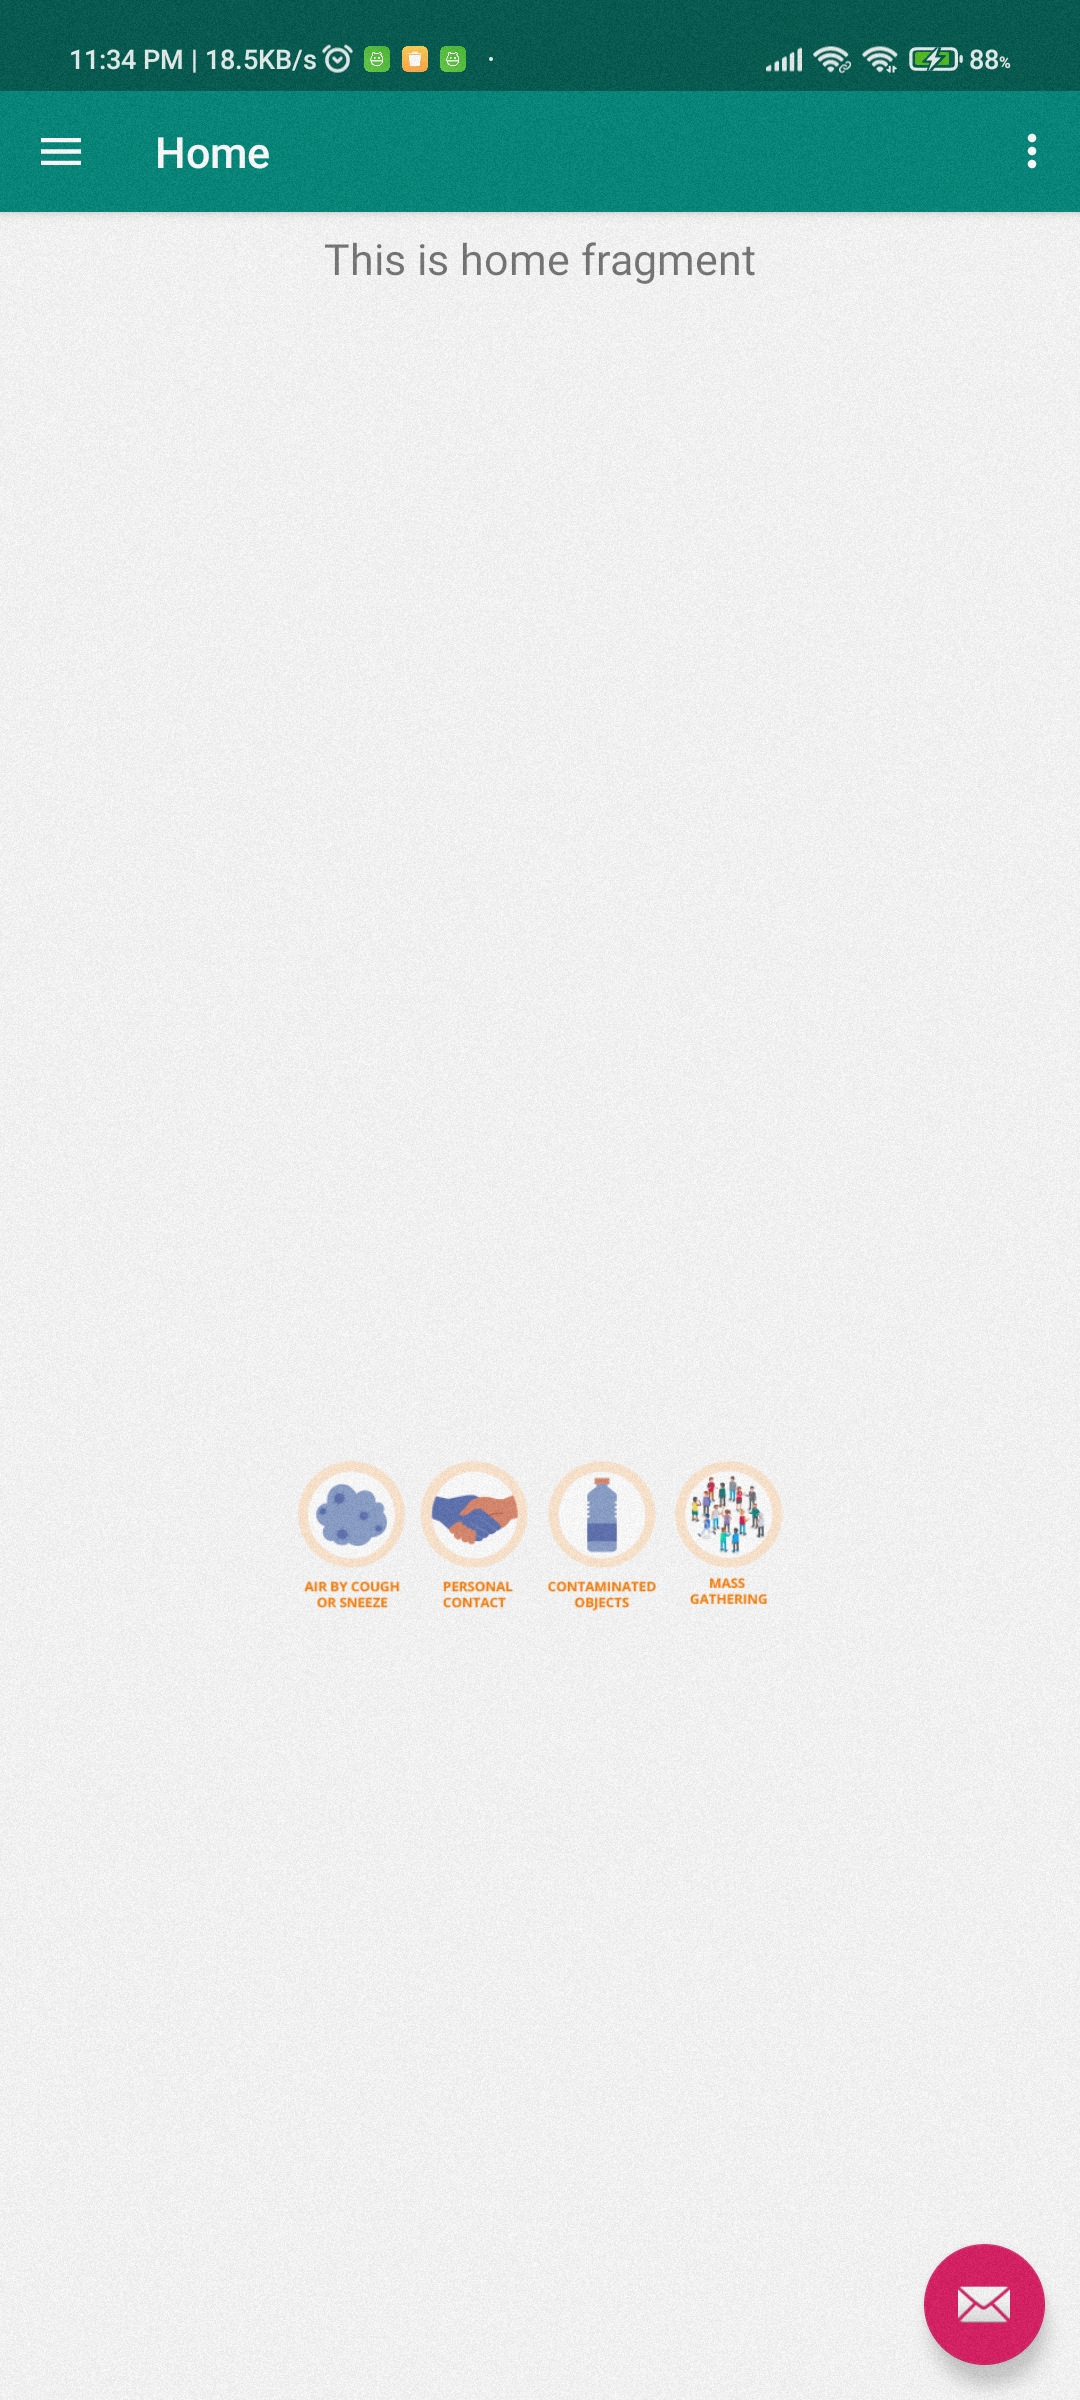 11:34 PM | 18.5KB/s
88%
Home
This is home fragment
AIR BY COUGH
OR SNEEZE
PERSONAL
CONTACT
CONTAMINATED
OBJECTS
MASS
GATHERING